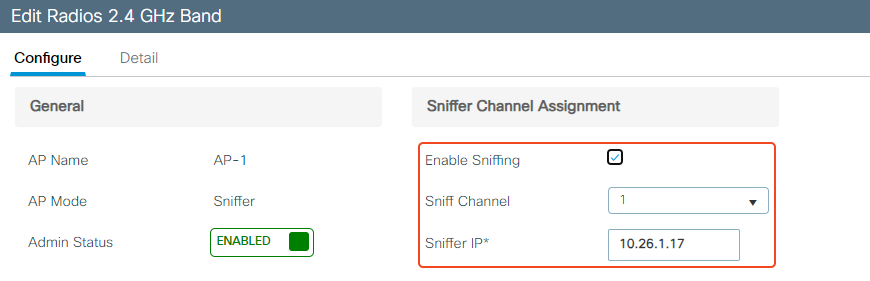 Edit Radios 2.4 GHz Band
Configure Detail
General
AP Name AP-1
AP Mode Sniffer
Admin Status ENABLED
Sniffer Channel Assignment
Enable Sniffing
Sniff Channel 1
Sniffer IP* 10.26.1.17